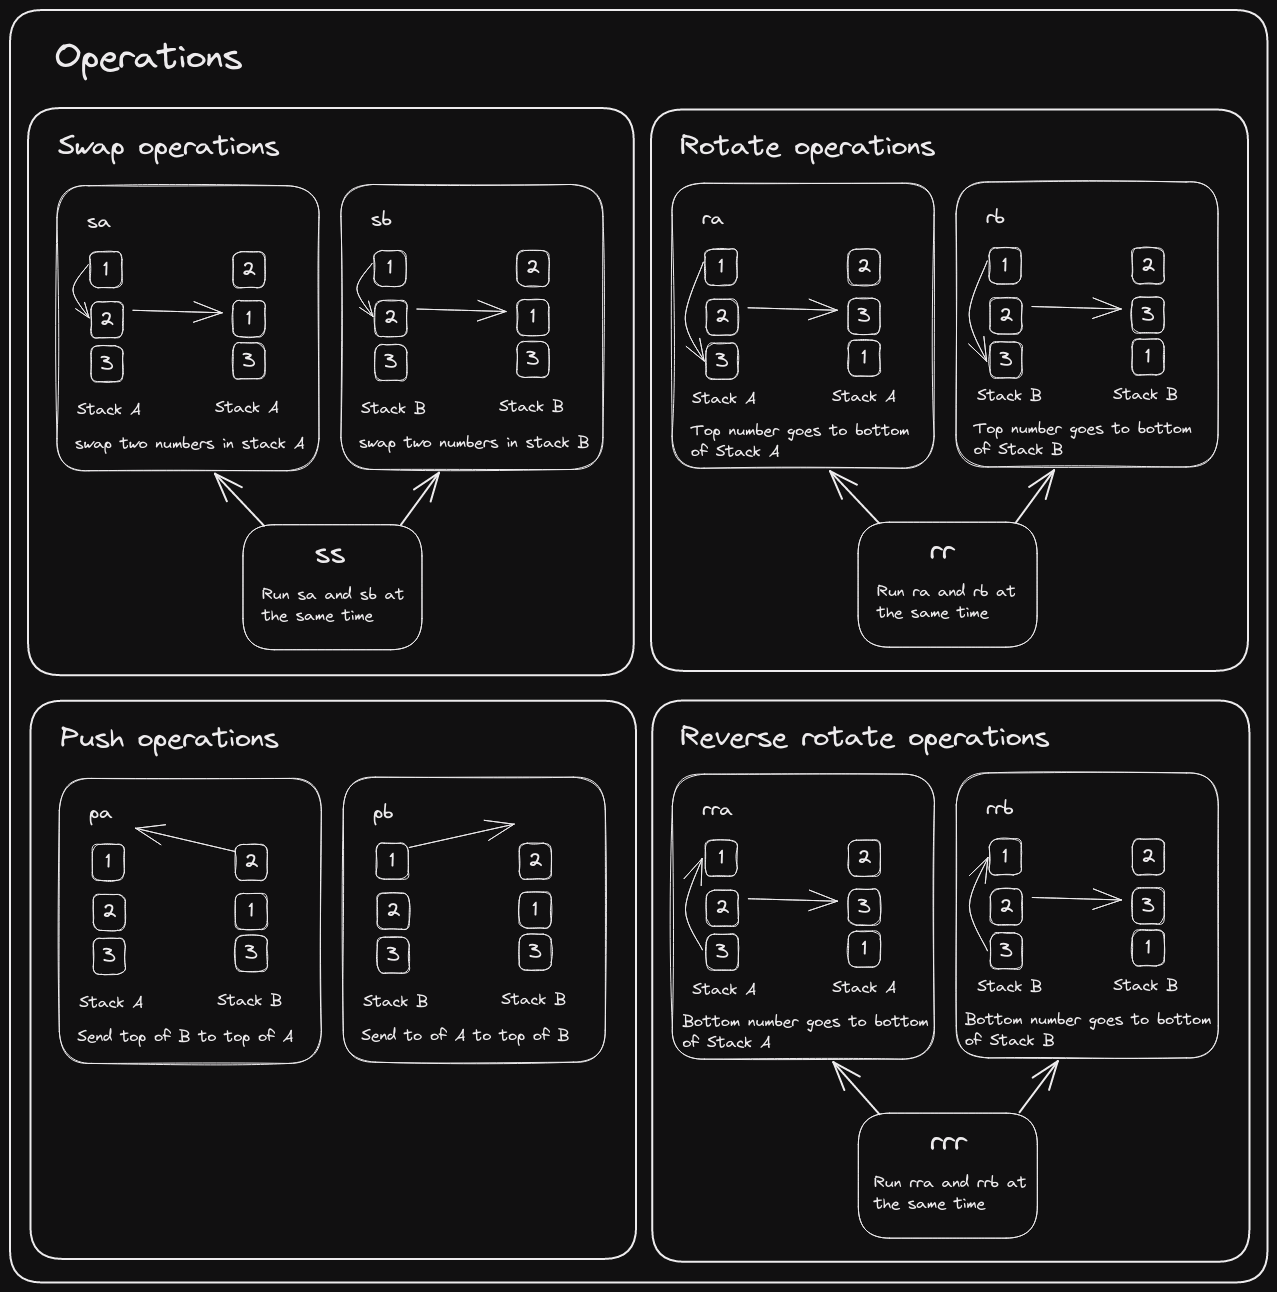 Operations
Swap operations
sa
1
2
2
1
3
3
Stack A
Stack A
swap two numbers in stack A
sb
1
2
2
1
3
3
Stack B
Stack B
swap two numbers in stack B
ss
Run sa and sb at
the same time
Rotate operations
ra
1
2
2
3
3
1
Stack A
Stack A
Top number goes to bottom
of Stack A
rb
1
2
2
3
3
1
Stack B
Stack B
Top number goes to bottom
of Stack B
rr
Run ra and rb at
the same time
Push operations
pa
1
2
2
1
3
3
Stack A
Stack B
Send top of B to top of A
pb
1
2
2
1
3
3
Stack B
Stack B
Send to of A to top of B
Reverse rotate operations
rra
1
2
2
3
3
1
Stack A
Stack A
Bottom number goes to bottom
of Stack A
rrb
1
2
2
3
3
1
Stack B
Stack B
Bottom number goes to bottom
of Stack B
rrr
Run rra and rrb at
the same time